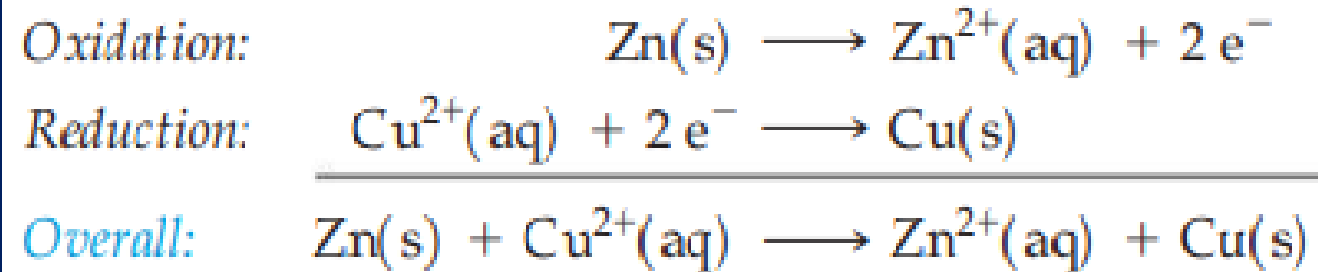 Oxidation: Zn(s) ⟶ Zn²⁺(aq) + 2 e⁻
Reduction: Cu²⁺(aq) + 2 e⁻ ⟶ Cu(s)
Overall: Zn(s) + Cu²⁺(aq) ⟶ Zn²⁺(aq) + Cu(s)